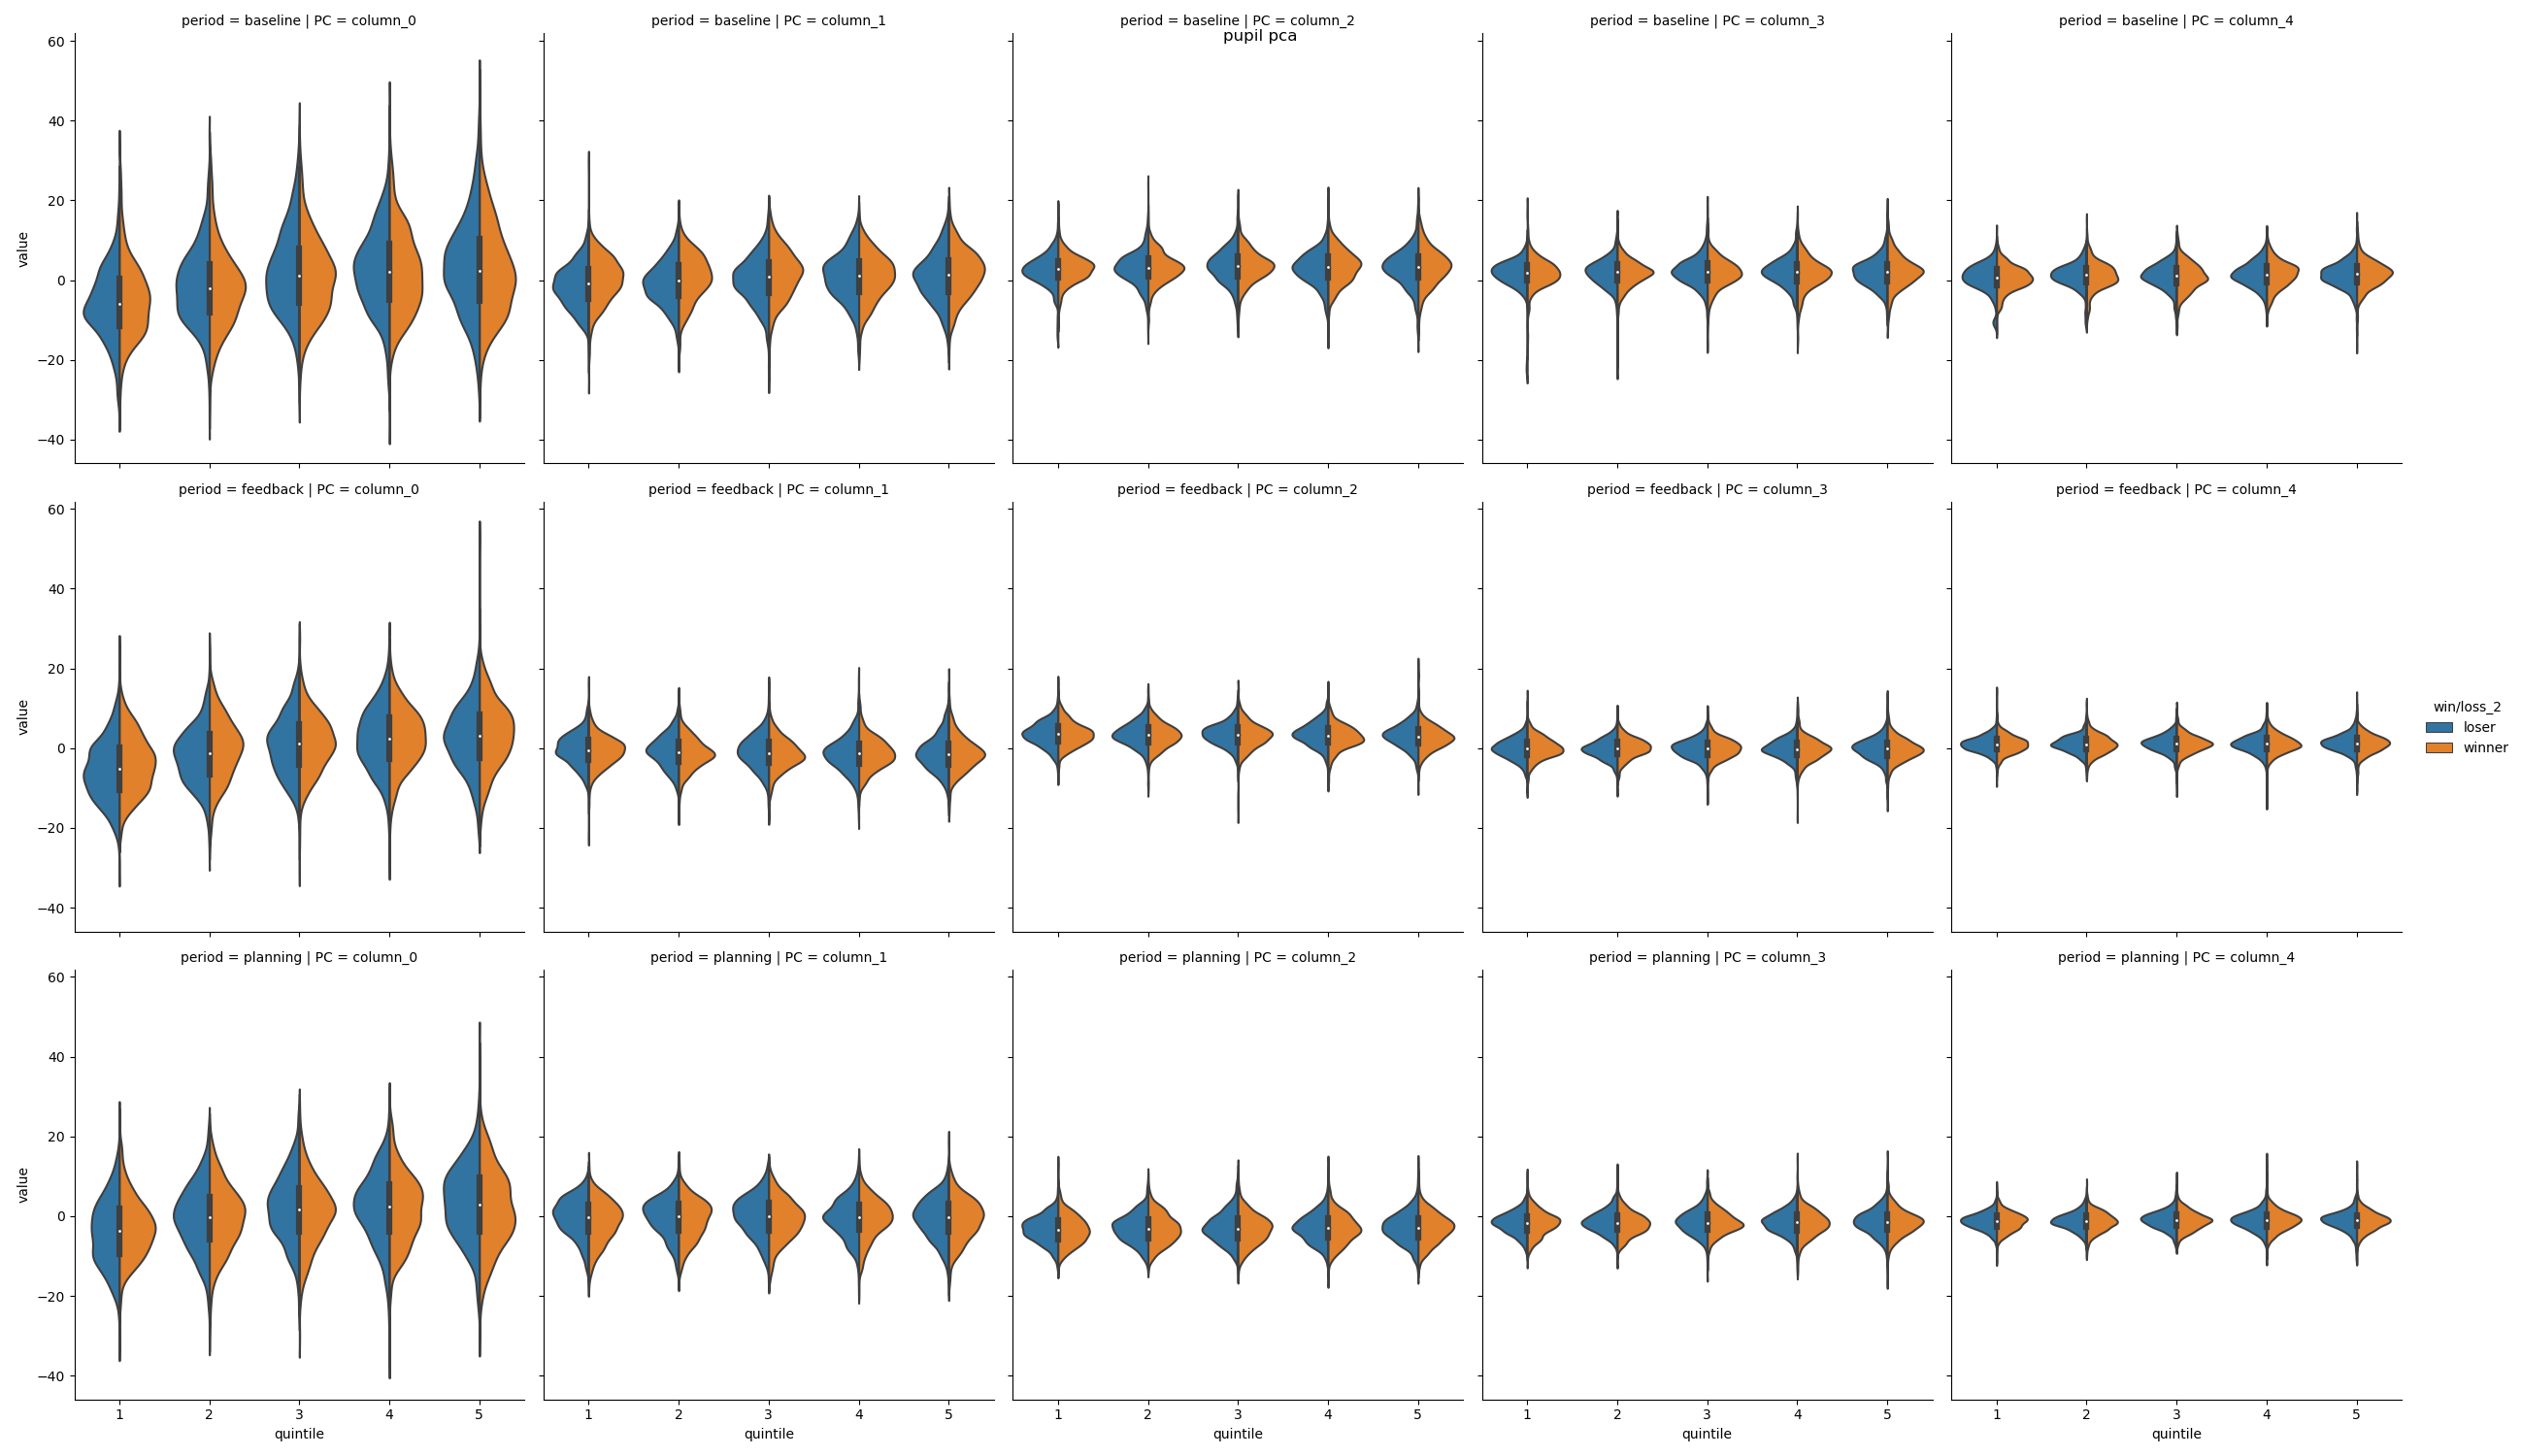 period = baseline | PC = column_0
period = baseline | PC = column_1
period = baseline | PC = column_2
period = baseline | PC = column_3
period = baseline | PC = column_4
pupil pca
60
40
20
0
−20
−40
value
period = feedback | PC = column_0
period = feedback | PC = column_1
period = feedback | PC = column_2
period = feedback | PC = column_3
period = feedback | PC = column_4
60
40
20
0
−20
−40
value
win/loss_2
loser
winner
period = planning | PC = column_0
period = planning | PC = column_1
period = planning | PC = column_2
period = planning | PC = column_3
period = planning | PC = column_4
60
40
20
0
−20
−40
value
1 2 3 4 5
quintile
1 2 3 4 5
quintile
1 2 3 4 5
quintile
1 2 3 4 5
quintile
1 2 3 4 5
quintile